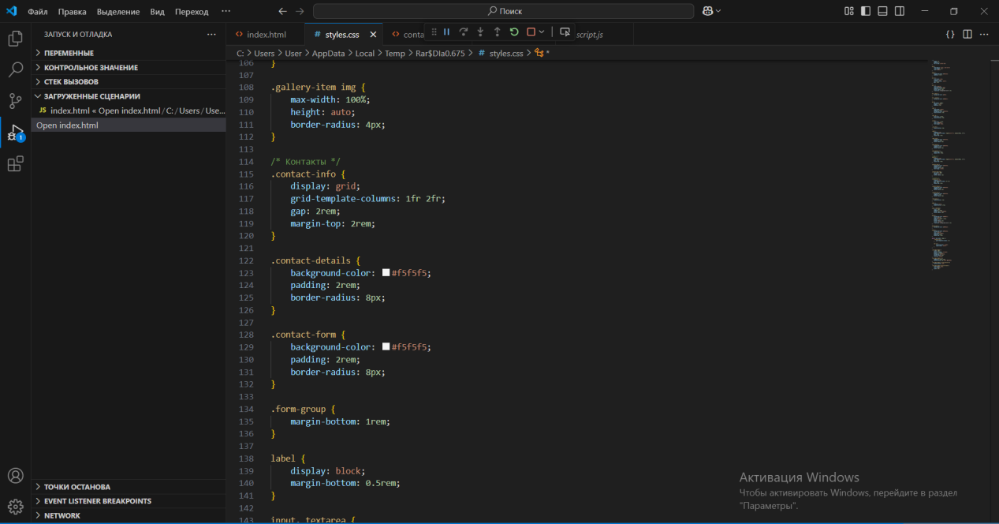 Файл Правка Выделение Вид Переход ···
Поиск
ЗАПУСК И ОТЛАДКА ···
ПЕРЕМЕННЫЕ
КОНТРОЛЬНОЕ ЗНАЧЕНИЕ
СТЕК ВЫЗОВОВ
ЗАГРУЖЕННЫЕ СЦЕНАРИИ
JS index.html « Open index.html / C: / Users / Use...
Open index.html
1
ТОЧКИ ОСТАНОВА
EVENT LISTENER BREAKPOINTS
NETWORK
<> index.html
# styles.css
<> conta
script.js
{} ···
C: > Users > User > AppData > Local > Temp > Rar$DIa0.675 > # styles.css > *
106 }
107
108 .gallery-item img {
109 max-width: 100%;
110 height: auto;
111 border-radius: 4px;
112 }
113
114 /* Контакты */
115 .contact-info {
116 display: grid;
117 grid-template-columns: 1fr 2fr;
118 gap: 2rem;
119 margin-top: 2rem;
120 }
121
122 .contact-details {
123 background-color: #f5f5f5;
124 padding: 2rem;
125 border-radius: 8px;
126 }
127
128 .contact-form {
129 background-color: #f5f5f5;
130 padding: 2rem;
131 border-radius: 8px;
132 }
133
134 .form-group {
135 margin-bottom: 1rem;
136 }
137
138 label {
139 display: block;
140 margin-bottom: 0.5rem;
141 }
142
143 input, textarea {
Активация Windows
Чтобы активировать Windows, перейдите в раздел
"Параметры".